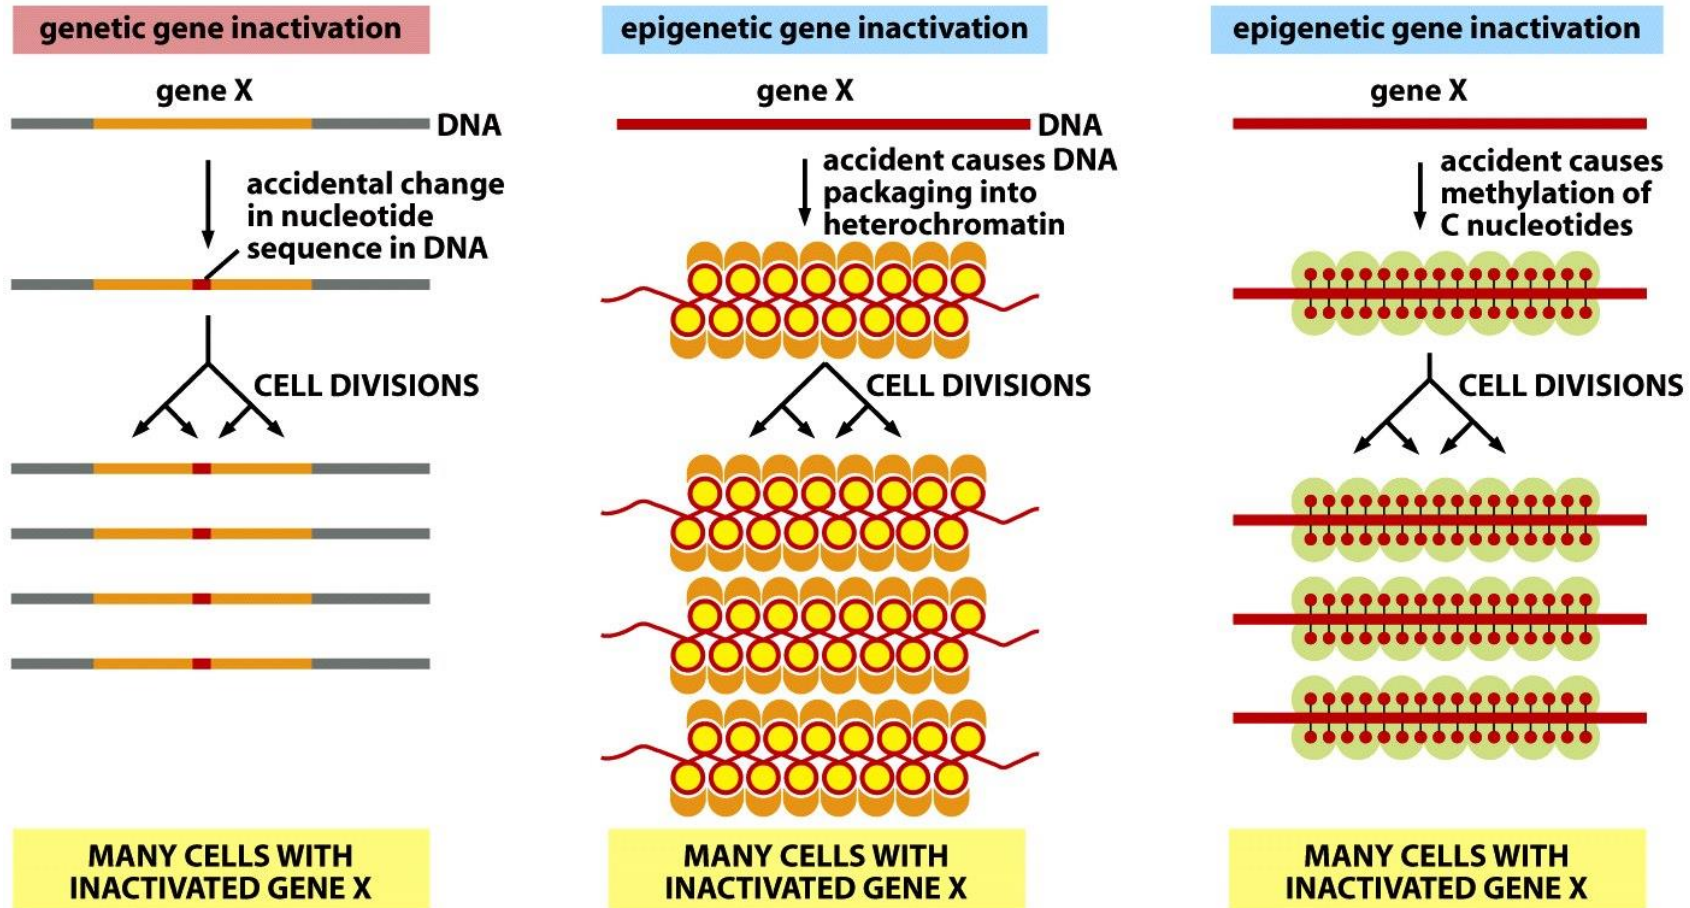 genetic gene inactivation
gene X
DNA
accidental change
in nucleotide
sequence in DNA
CELL DIVISIONS
MANY CELLS WITH
INACTIVATED GENE X
epigenetic gene inactivation
gene X
DNA
accident causes DNA
packaging into
heterochromatin
CELL DIVISIONS
MANY CELLS WITH
INACTIVATED GENE X
epigenetic gene inactivation
gene X
accident causes
methylation of
C nucleotides
CELL DIVISIONS
MANY CELLS WITH
INACTIVATED GENE X